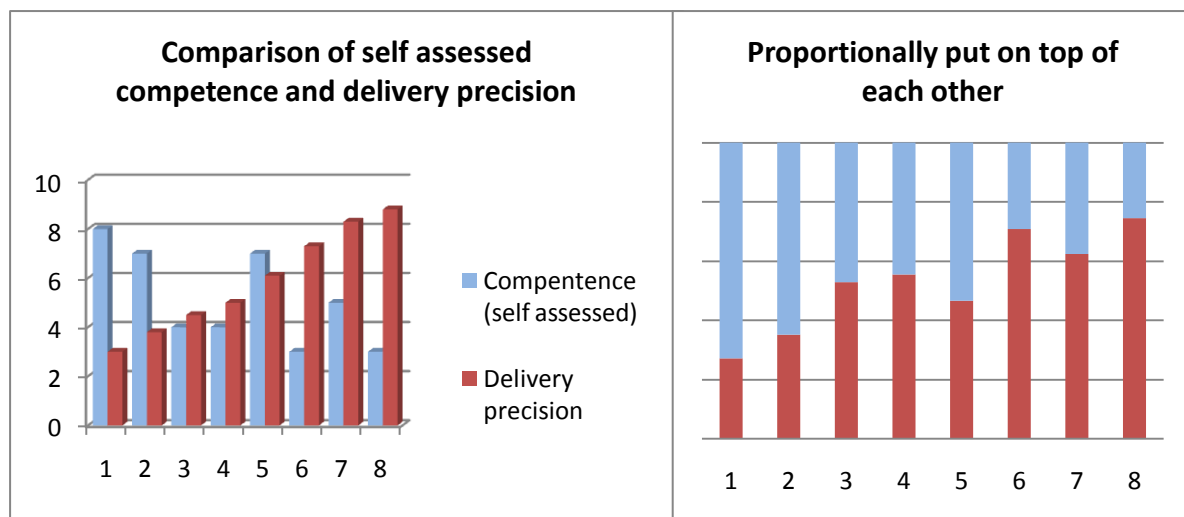 Comparison of self assessed
competence and delivery precision
10
8
6
4
2
0
1 2 3 4 5 6 7 8
Compentence
(self assessed)
Delivery
precision
Proportionally put on top of
each other
1 2 3 4 5 6 7 8